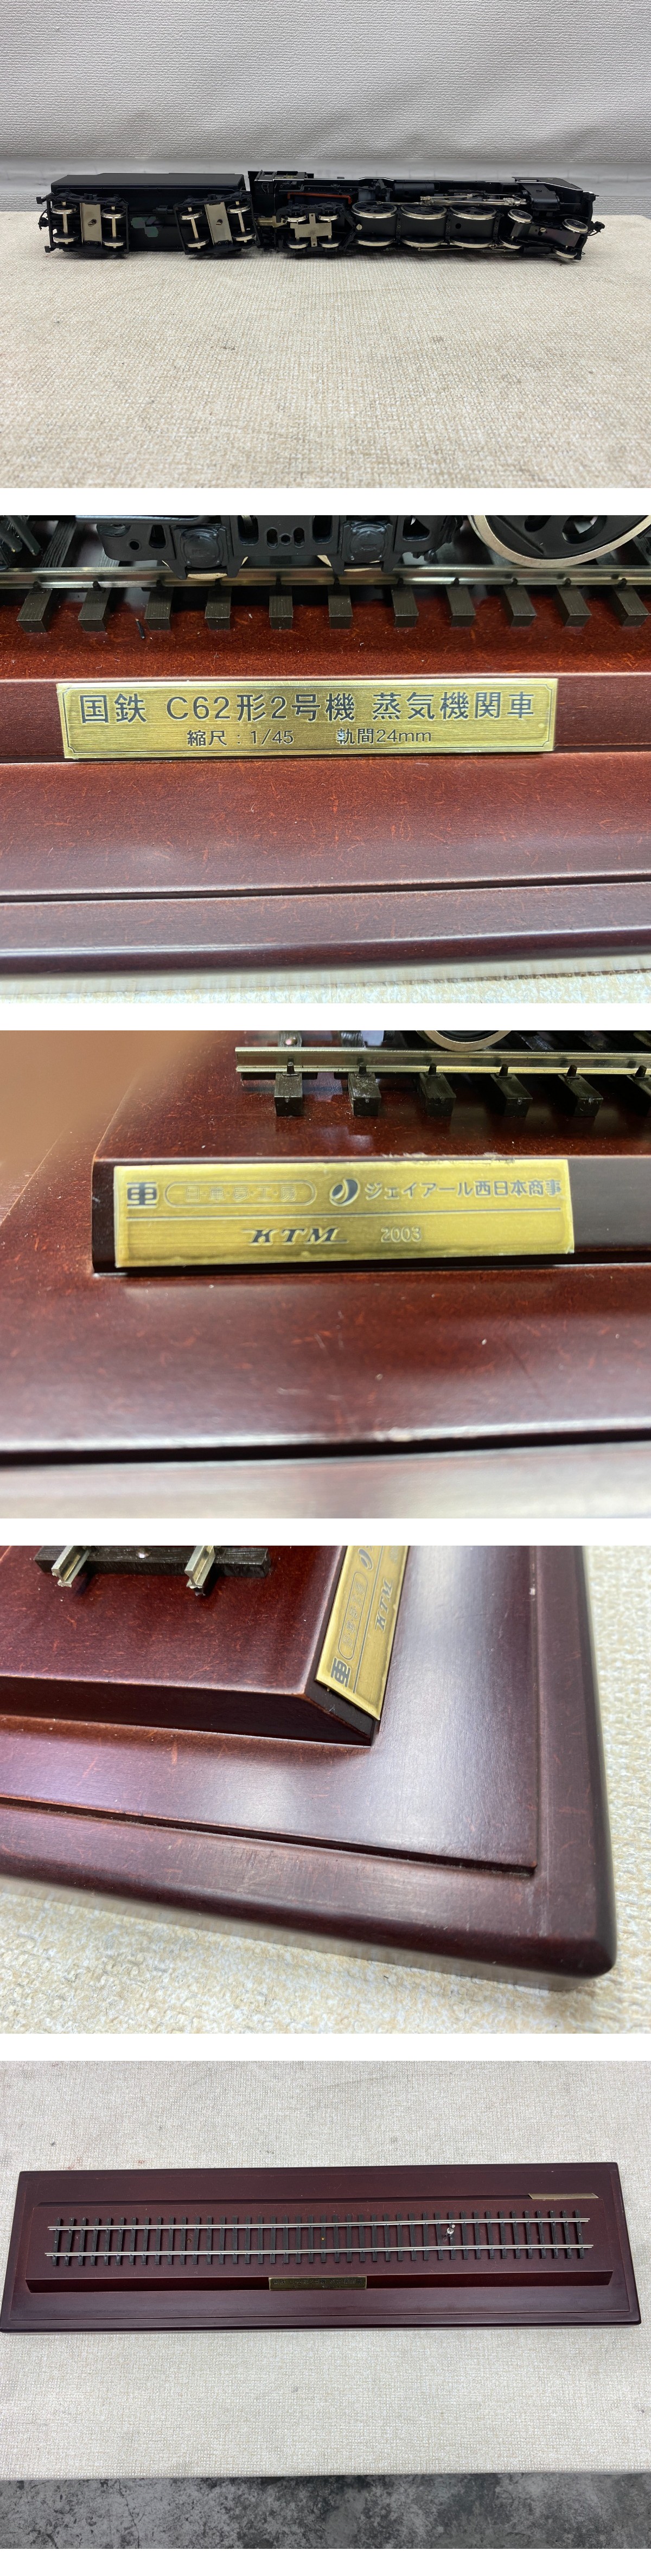 国鉄 C62形2号機 蒸気機関車
縮尺：1/45 軌間24mm
ジェイアール西日本商事
KTM 2003
車